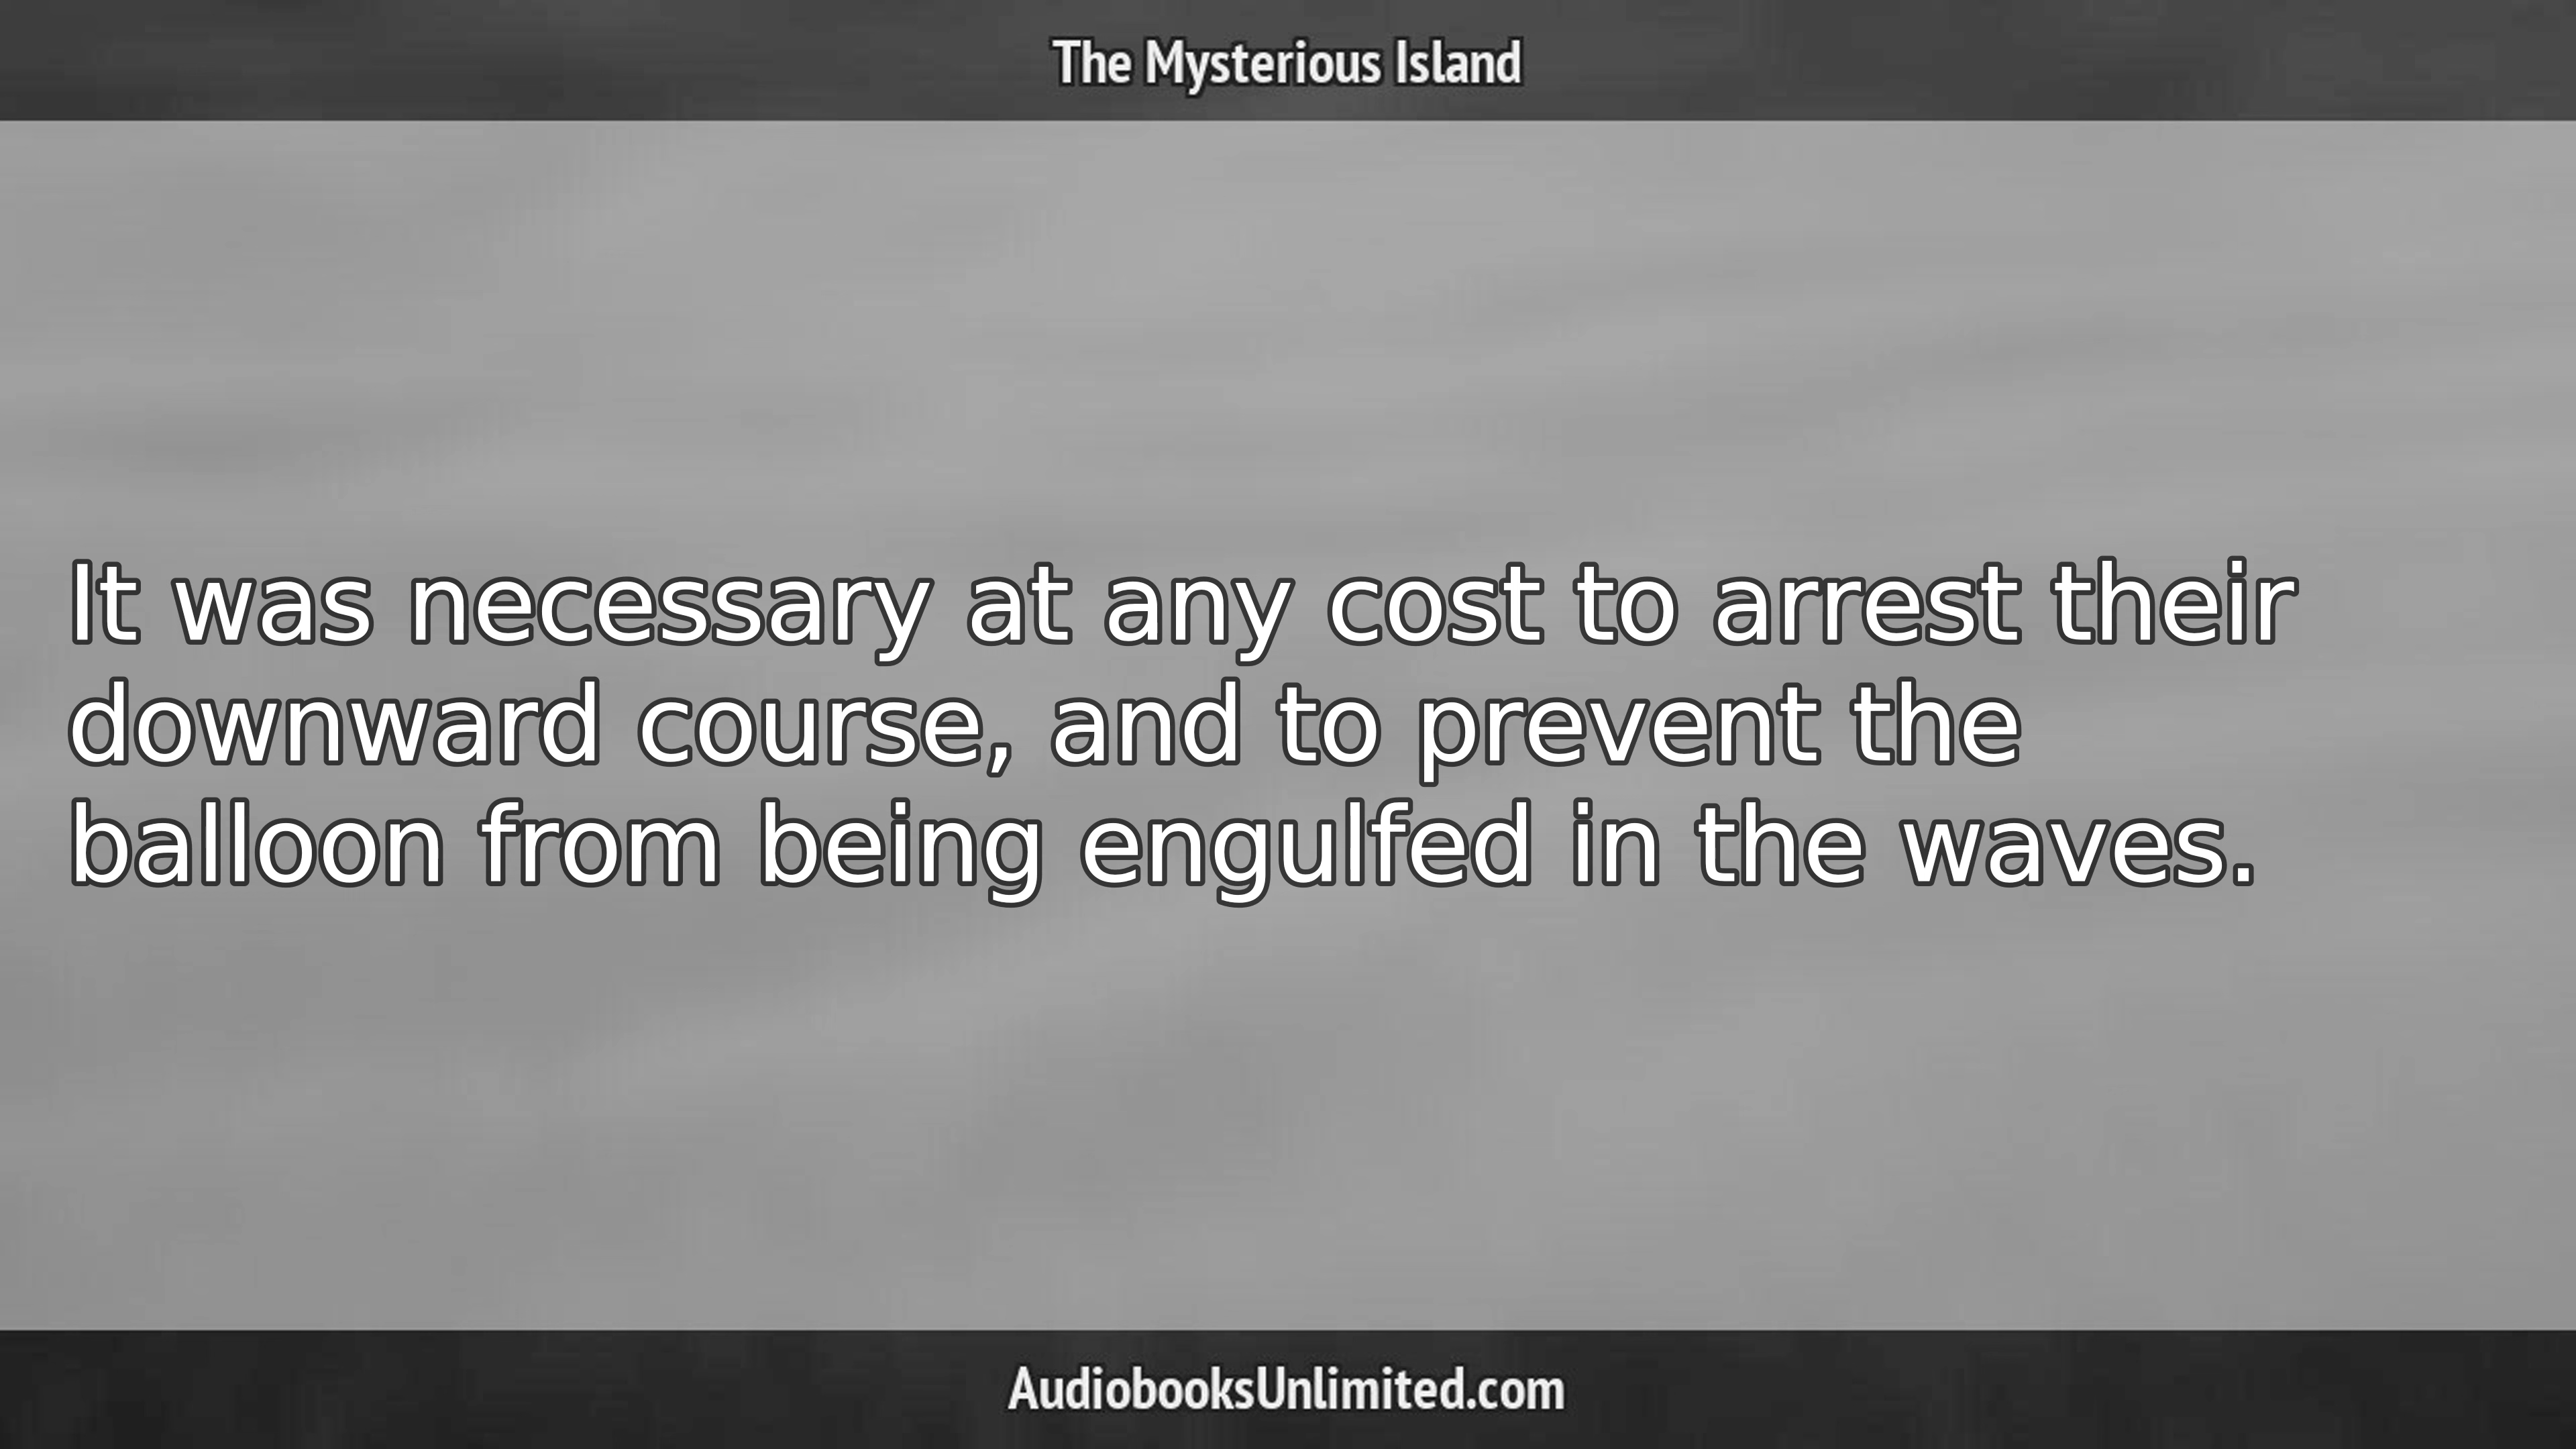 The Mysterious Island
It was necessary at any cost to arrest their
downward course, and to prevent the
balloon from being engulfed in the waves.
AudiobooksUnlimited.com